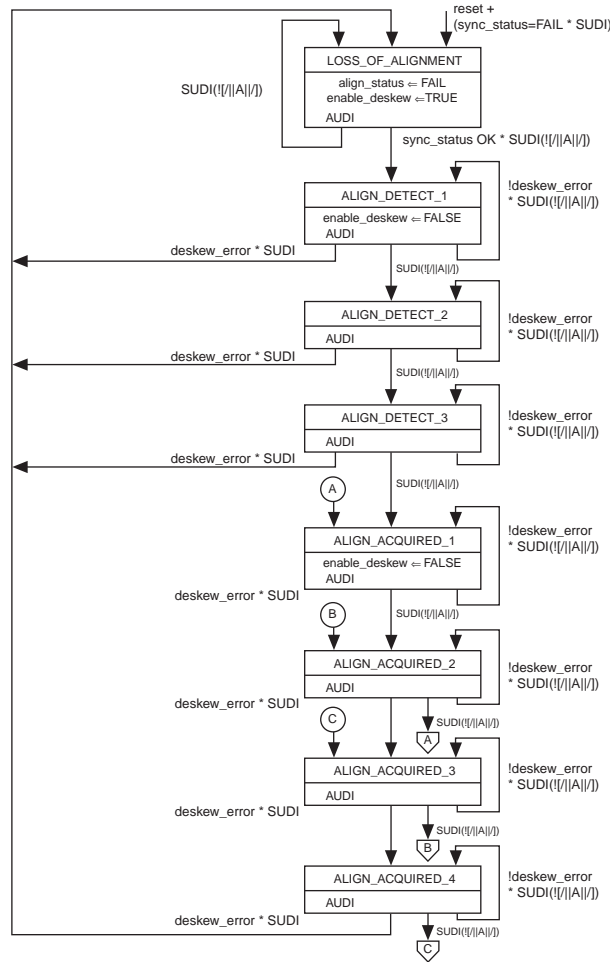 reset +
(sync_status=FAIL * SUDI)
LOSS_OF_ALIGNMENT
SUDI(![/||A||/])
align_status ⇐ FAIL
enable_deskew ⇐TRUE
AUDI
sync_status OK * SUDI(![/||A||/])
ALIGN_DETECT_1
!deskew_error
* SUDI(![/||A||/])
enable_deskew ⇐ FALSE
AUDI
deskew_error * SUDI
SUDI(![/||A||/])
ALIGN_DETECT_2
!deskew_error
* SUDI(![/||A||/])
AUDI
deskew_error * SUDI
SUDI(![/||A||/])
ALIGN_DETECT_3
!deskew_error
* SUDI(![/||A||/])
AUDI
deskew_error * SUDI
SUDI(![/||A||/])
A
ALIGN_ACQUIRED_1
!deskew_error
* SUDI(![/||A||/])
enable_deskew ⇐ FALSE
AUDI
deskew_error * SUDI
SUDI(![/||A||/])
B
ALIGN_ACQUIRED_2
!deskew_error
* SUDI(![/||A||/])
AUDI
deskew_error * SUDI
SUDI(![/||A||/])
A
C
ALIGN_ACQUIRED_3
!deskew_error
* SUDI(![/||A||/])
AUDI
deskew_error * SUDI
SUDI(![/||A||/])
B
ALIGN_ACQUIRED_4
!deskew_error
* SUDI(![/||A||/])
AUDI
deskew_error * SUDI
SUDI(![/||A||/])
C